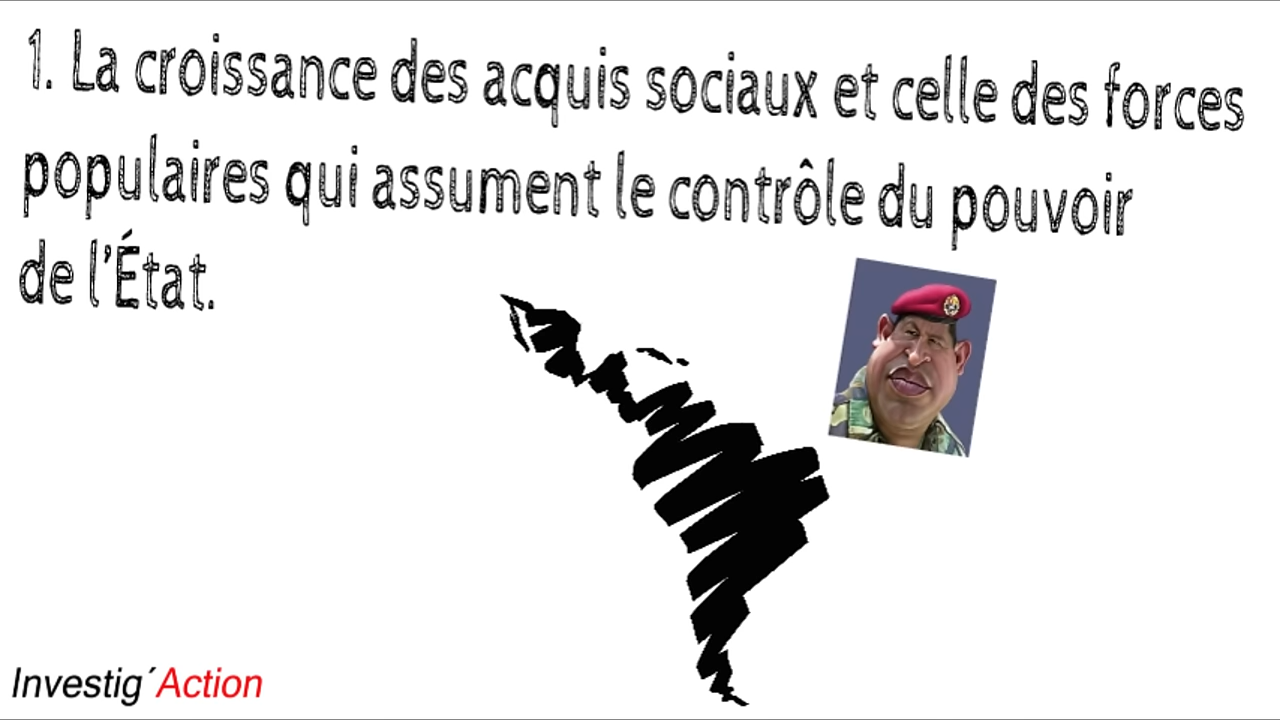 1. La croissance des acquis sociaux et celle des forces
populaires qui assument le contrôle du pouvoir
de l’État.
Investig´Action